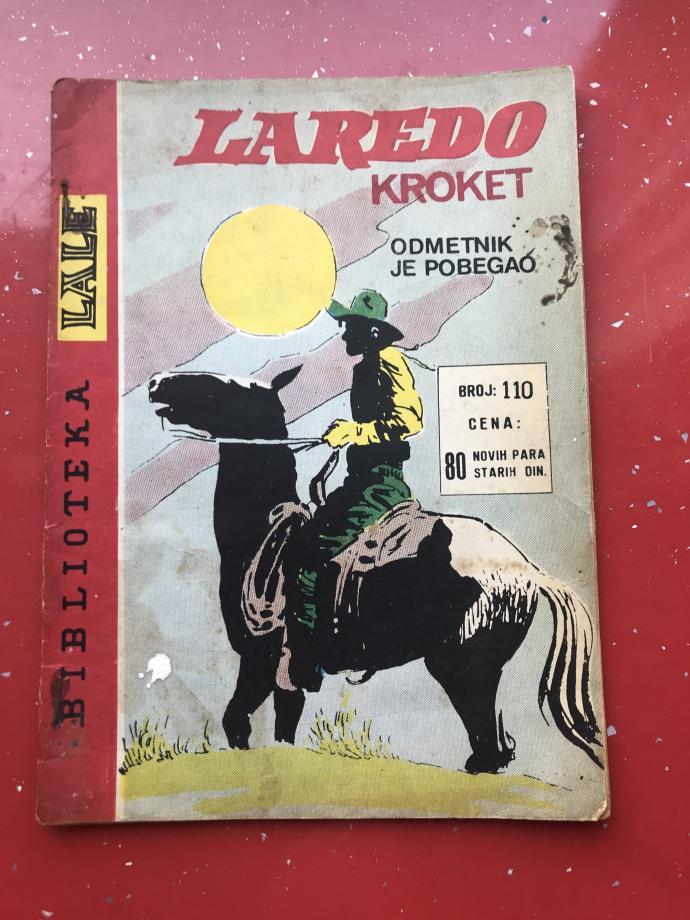 LAREDO
KROKET
ODMETNIK
JE POBEGAO
BROJ: 110
CENA:
80 NOVIH PARA
STARIH DIN.
BIBLIOTEKA LALE